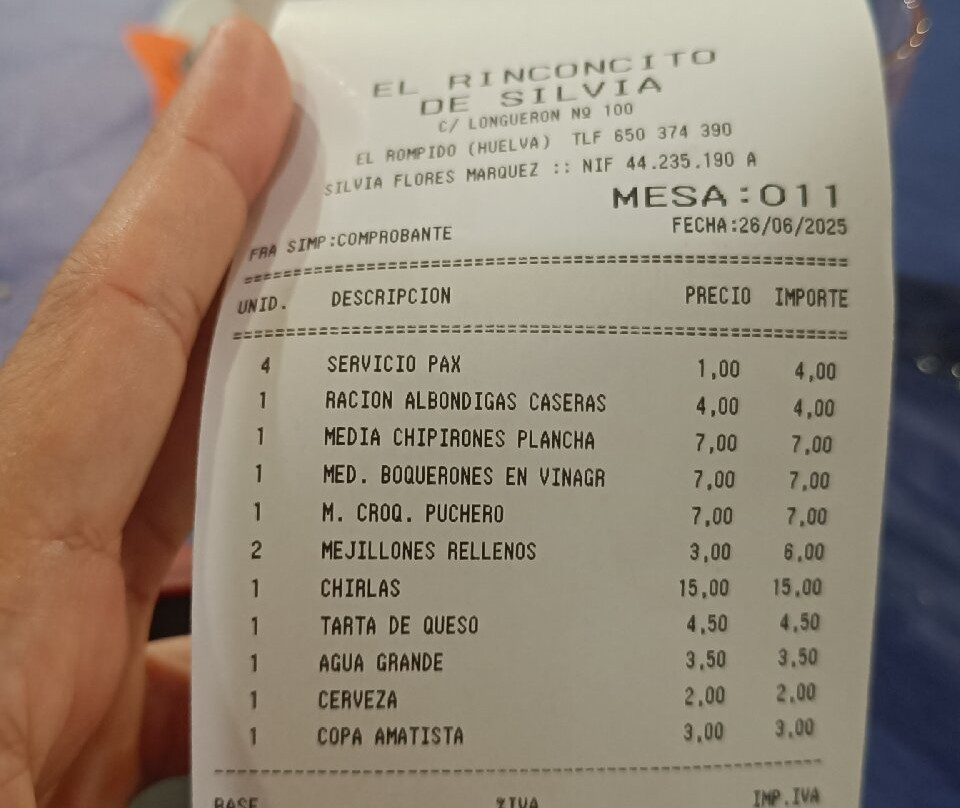 EL RINCONCITO
DE SILVIA
C/ LONGUERON Nº 100
EL ROMPIDO (HUELVA) TLF 650 374 390
SILVIA FLORES MARQUEZ :: NIF 44.235.190 A
MESA:011
FRA SIMP:COMPROBANTE FECHA:26/06/2025
UNID. DESCRIPCION PRECIO IMPORTE
4 SERVICIO PAX 1,00 4,00
1 RACION ALBONDIGAS CASERAS 4,00 4,00
1 MEDIA CHIPIRONES PLANCHA 7,00 7,00
1 MED. BOQUERONES EN VINAGR 7,00 7,00
1 M. CROQ. PUCHERO 7,00 7,00
2 MEJILLONES RELLENOS 3,00 6,00
1 CHIRLAS 15,00 15,00
1 TARTA DE QUESO 4,50 4,50
1 AGUA GRANDE 3,50 3,50
1 CERVEZA 2,00 2,00
1 COPA AMATISTA 3,00 3,00
BASE %IVA IMP.IVA